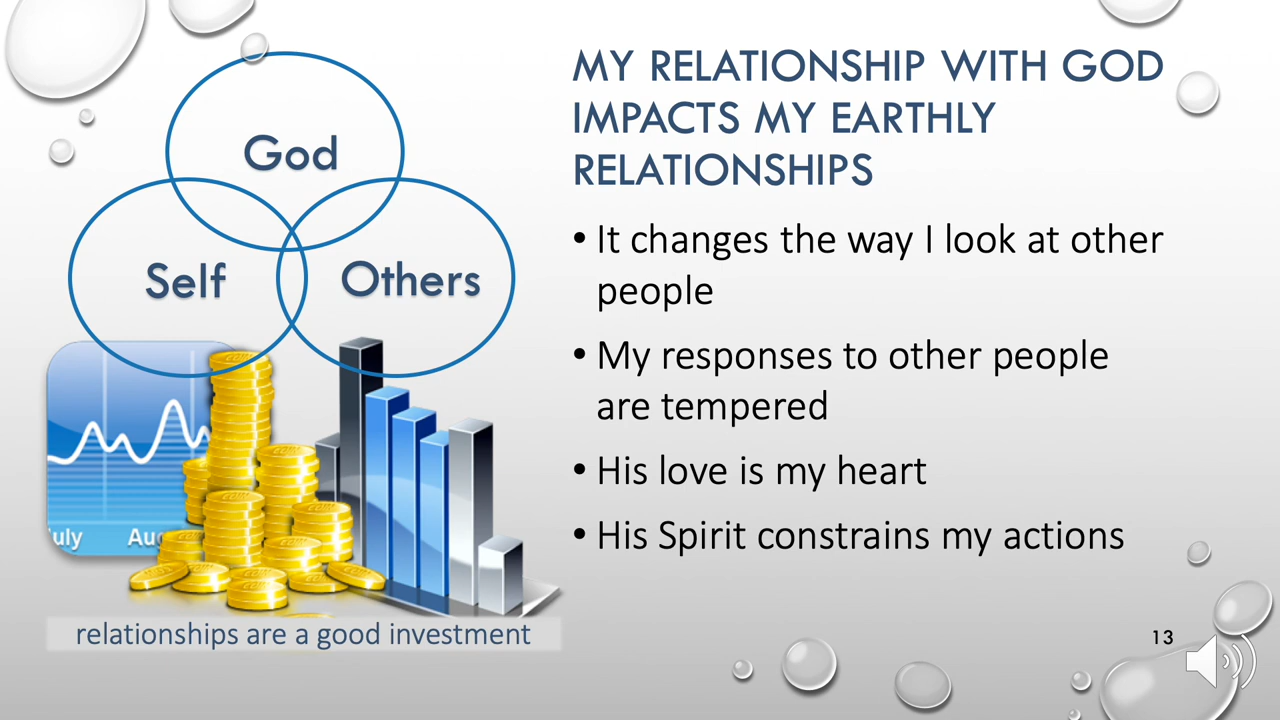 MY RELATIONSHIP WITH GOD
IMPACTS MY EARTHLY
RELATIONSHIPS
God
Self
Others
• It changes the way I look at other
people
• My responses to other people
are tempered
• His love is my heart
• His Spirit constrains my actions
uly
Aug
relationships are a good investment
13